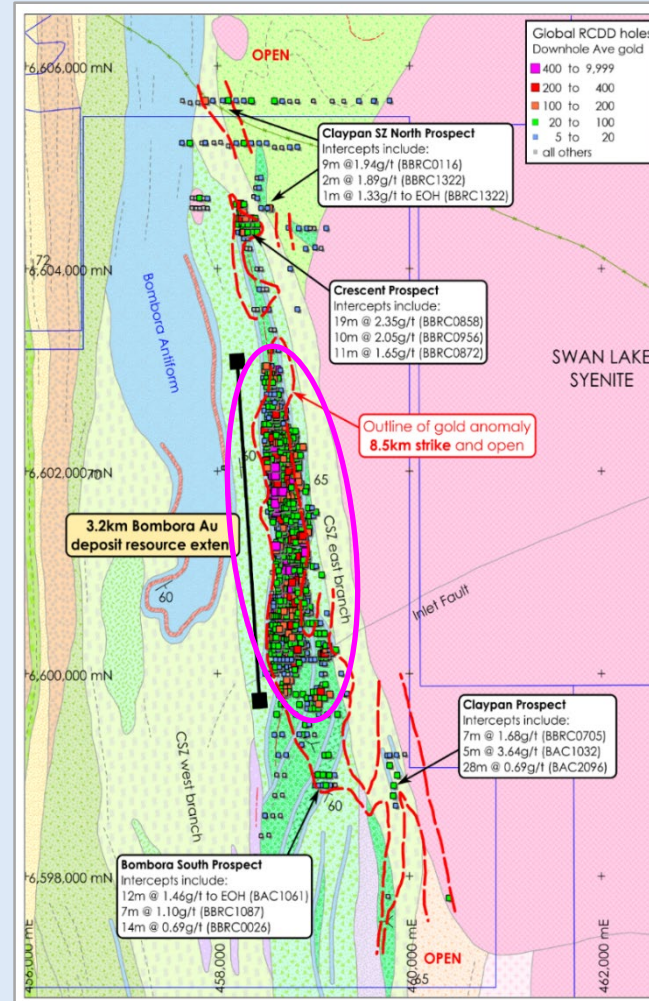 Global RCDD holes
Downhole Ave gold
400 to 9,999
200 to 400
100 to 200
20 to 100
5 to 20
all others
6,606,000 mN
OPEN
Claypan SZ North Prospect
Intercepts include:
9m @1.94g/t (BBRC0116)
2m @ 1.89g/t (BBRC1322)
1m @ 1.33g/t to EOH (BBRC1322)
72
6,604,000 mN
Crescent Prospect
Intercepts include:
19m @ 2.35g/t (BBRC0858)
10m @ 2.05g/t (BBRC0956)
11m @ 1.65g/t (BBRC0872)
Bombora Antiform
SWAN LAKE
SYENITE
Outline of gold anomaly
8.5km strike and open
60
65
6,602,000 mN
70
3.2km Bombora Au
deposit resource extent
CSZ east branch
60
Inlet Fault
6,600,000 mN
Claypan Prospect
Intercepts include:
7m @ 1.68g/t (BBRC0705)
5m @ 3.64g/t (BAC1032)
28m @ 0.69g/t (BAC2096)
CSZ west branch
60
Bombora South Prospect
Intercepts include:
12m @ 1.46g/t to EOH (BAC1061)
7m @ 1.10g/t (BBRC1087)
14m @ 0.69g/t (BBRC0026)
6,598,000 mN
OPEN
65
456,000 mE
458,000 mE
460,000 mE
462,000 mE